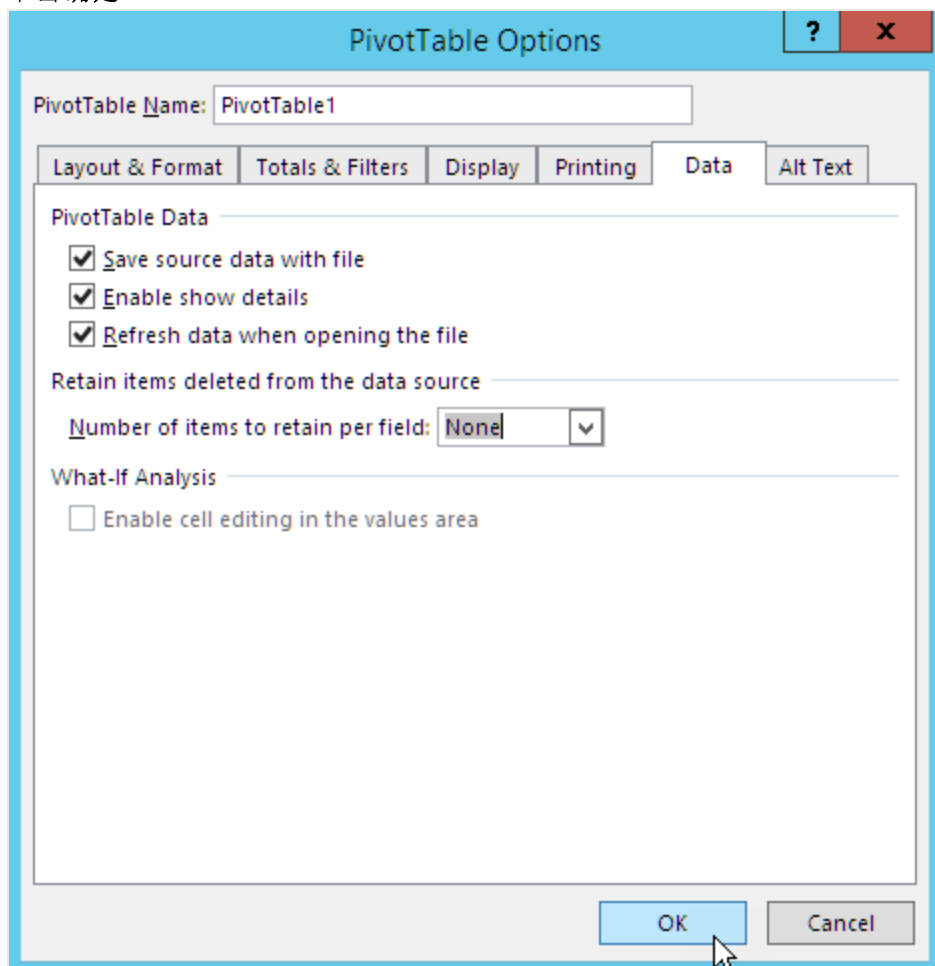 PivotTable Options
?
x
PivotTable Name: PivotTable1
Layout & Format Totals & Filters Display Printing Data Alt Text
PivotTable Data
Save source data with file
Enable show details
Refresh data when opening the file
Retain items deleted from the data source
Number of items to retain per field: None
What-If Analysis
Enable cell editing in the values area
OK Cancel